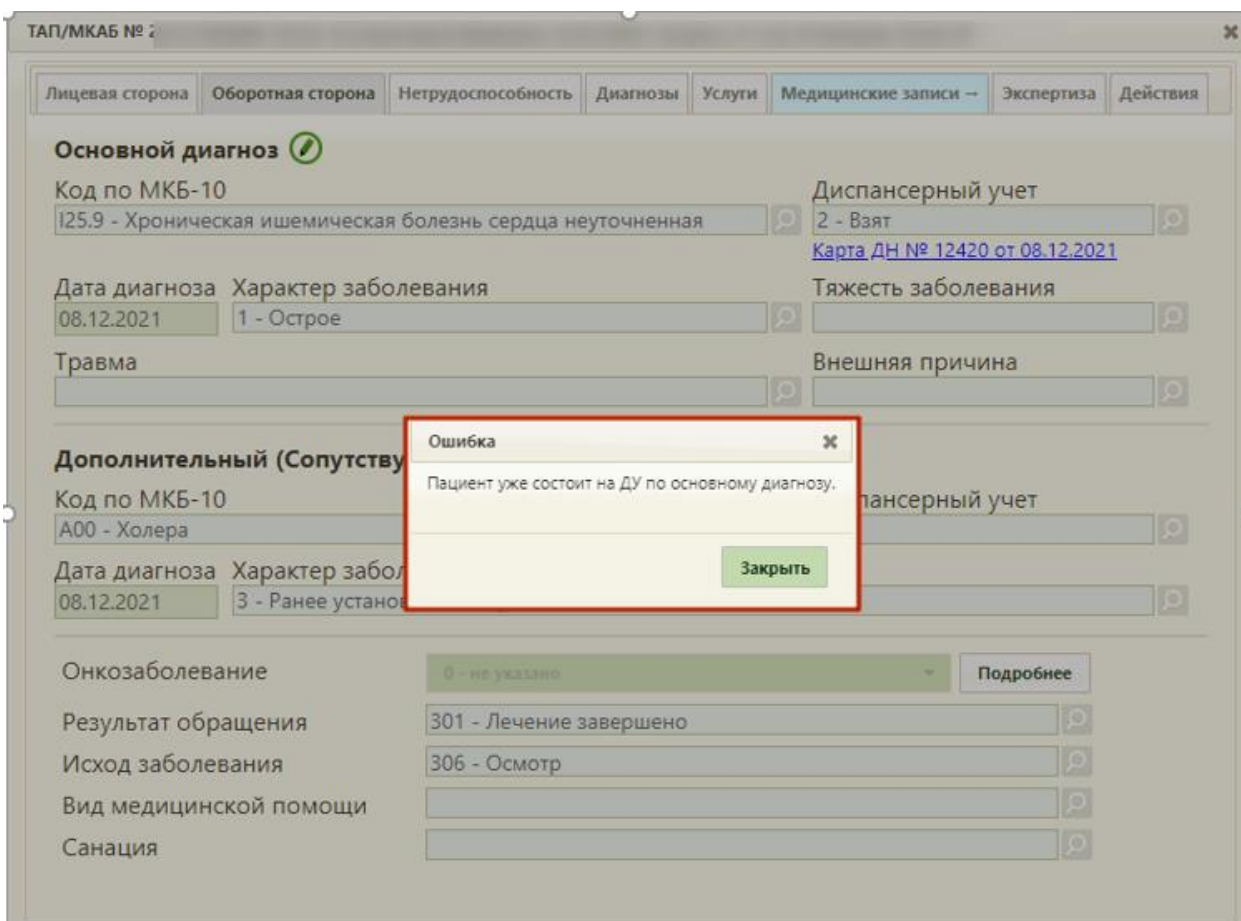 ТАП/МКАБ № 2
Лицевая сторона Оборотная сторона Нетрудоспособность Диагнозы Услуги Медицинские записи → Экспертиза Действия
Основной диагноз
Код по МКБ-10 Диспансерный учет
I25.9 - Хроническая ишемическая болезнь сердца неуточненная 2 - Взят
Карта ДН № 12420 от 08.12.2021
Дата диагноза Характер заболевания Тяжесть заболевания
08.12.2021 1 - Острое
Травма Внешняя причина
Ошибка
Дополнительный (Сопутству
Пациент уже состоит на ДУ по основному диагнозу.
Код по МКБ-10 пансерный учет
A00 - Холера
Закрыть
Дата диагноза Характер забол
08.12.2021 3 - Ранее устано
Онкозаболевание 0 - не указано Подробнее
Результат обращения 301 - Лечение завершено
Исход заболевания 306 - Осмотр
Вид медицинской помощи
Санация